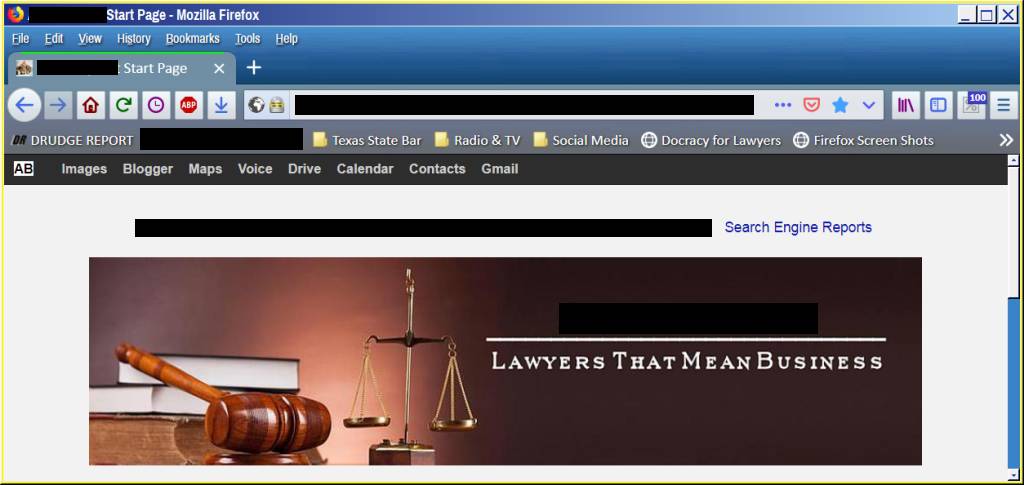 Start Page - Mozilla Firefox
File Edit View History Bookmarks Tools Help
Start Page
ABP 100
DR DRUDGE REPORT Texas State Bar Radio & TV Social Media Docracy for Lawyers Firefox Screen Shots
AB Images Blogger Maps Voice Drive Calendar Contacts Gmail
Search Engine Reports
LAWYERS THAT MEAN BUSINESS